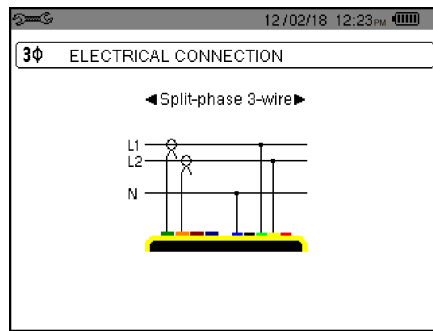 12/02/18 12:23PM
3Φ ELECTRICAL CONNECTION
◄Split-phase 3-wire►
L1
L2
N